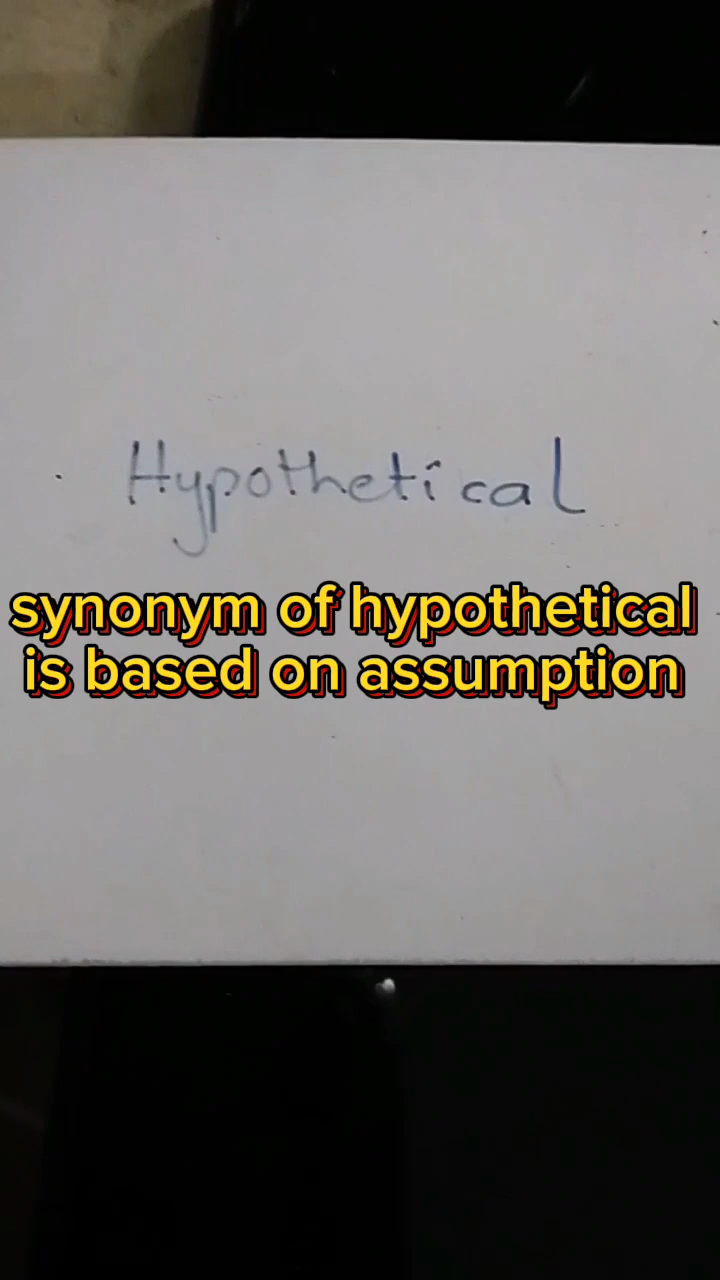 Hypothetical
synonym of hypothetical
is based on assumption